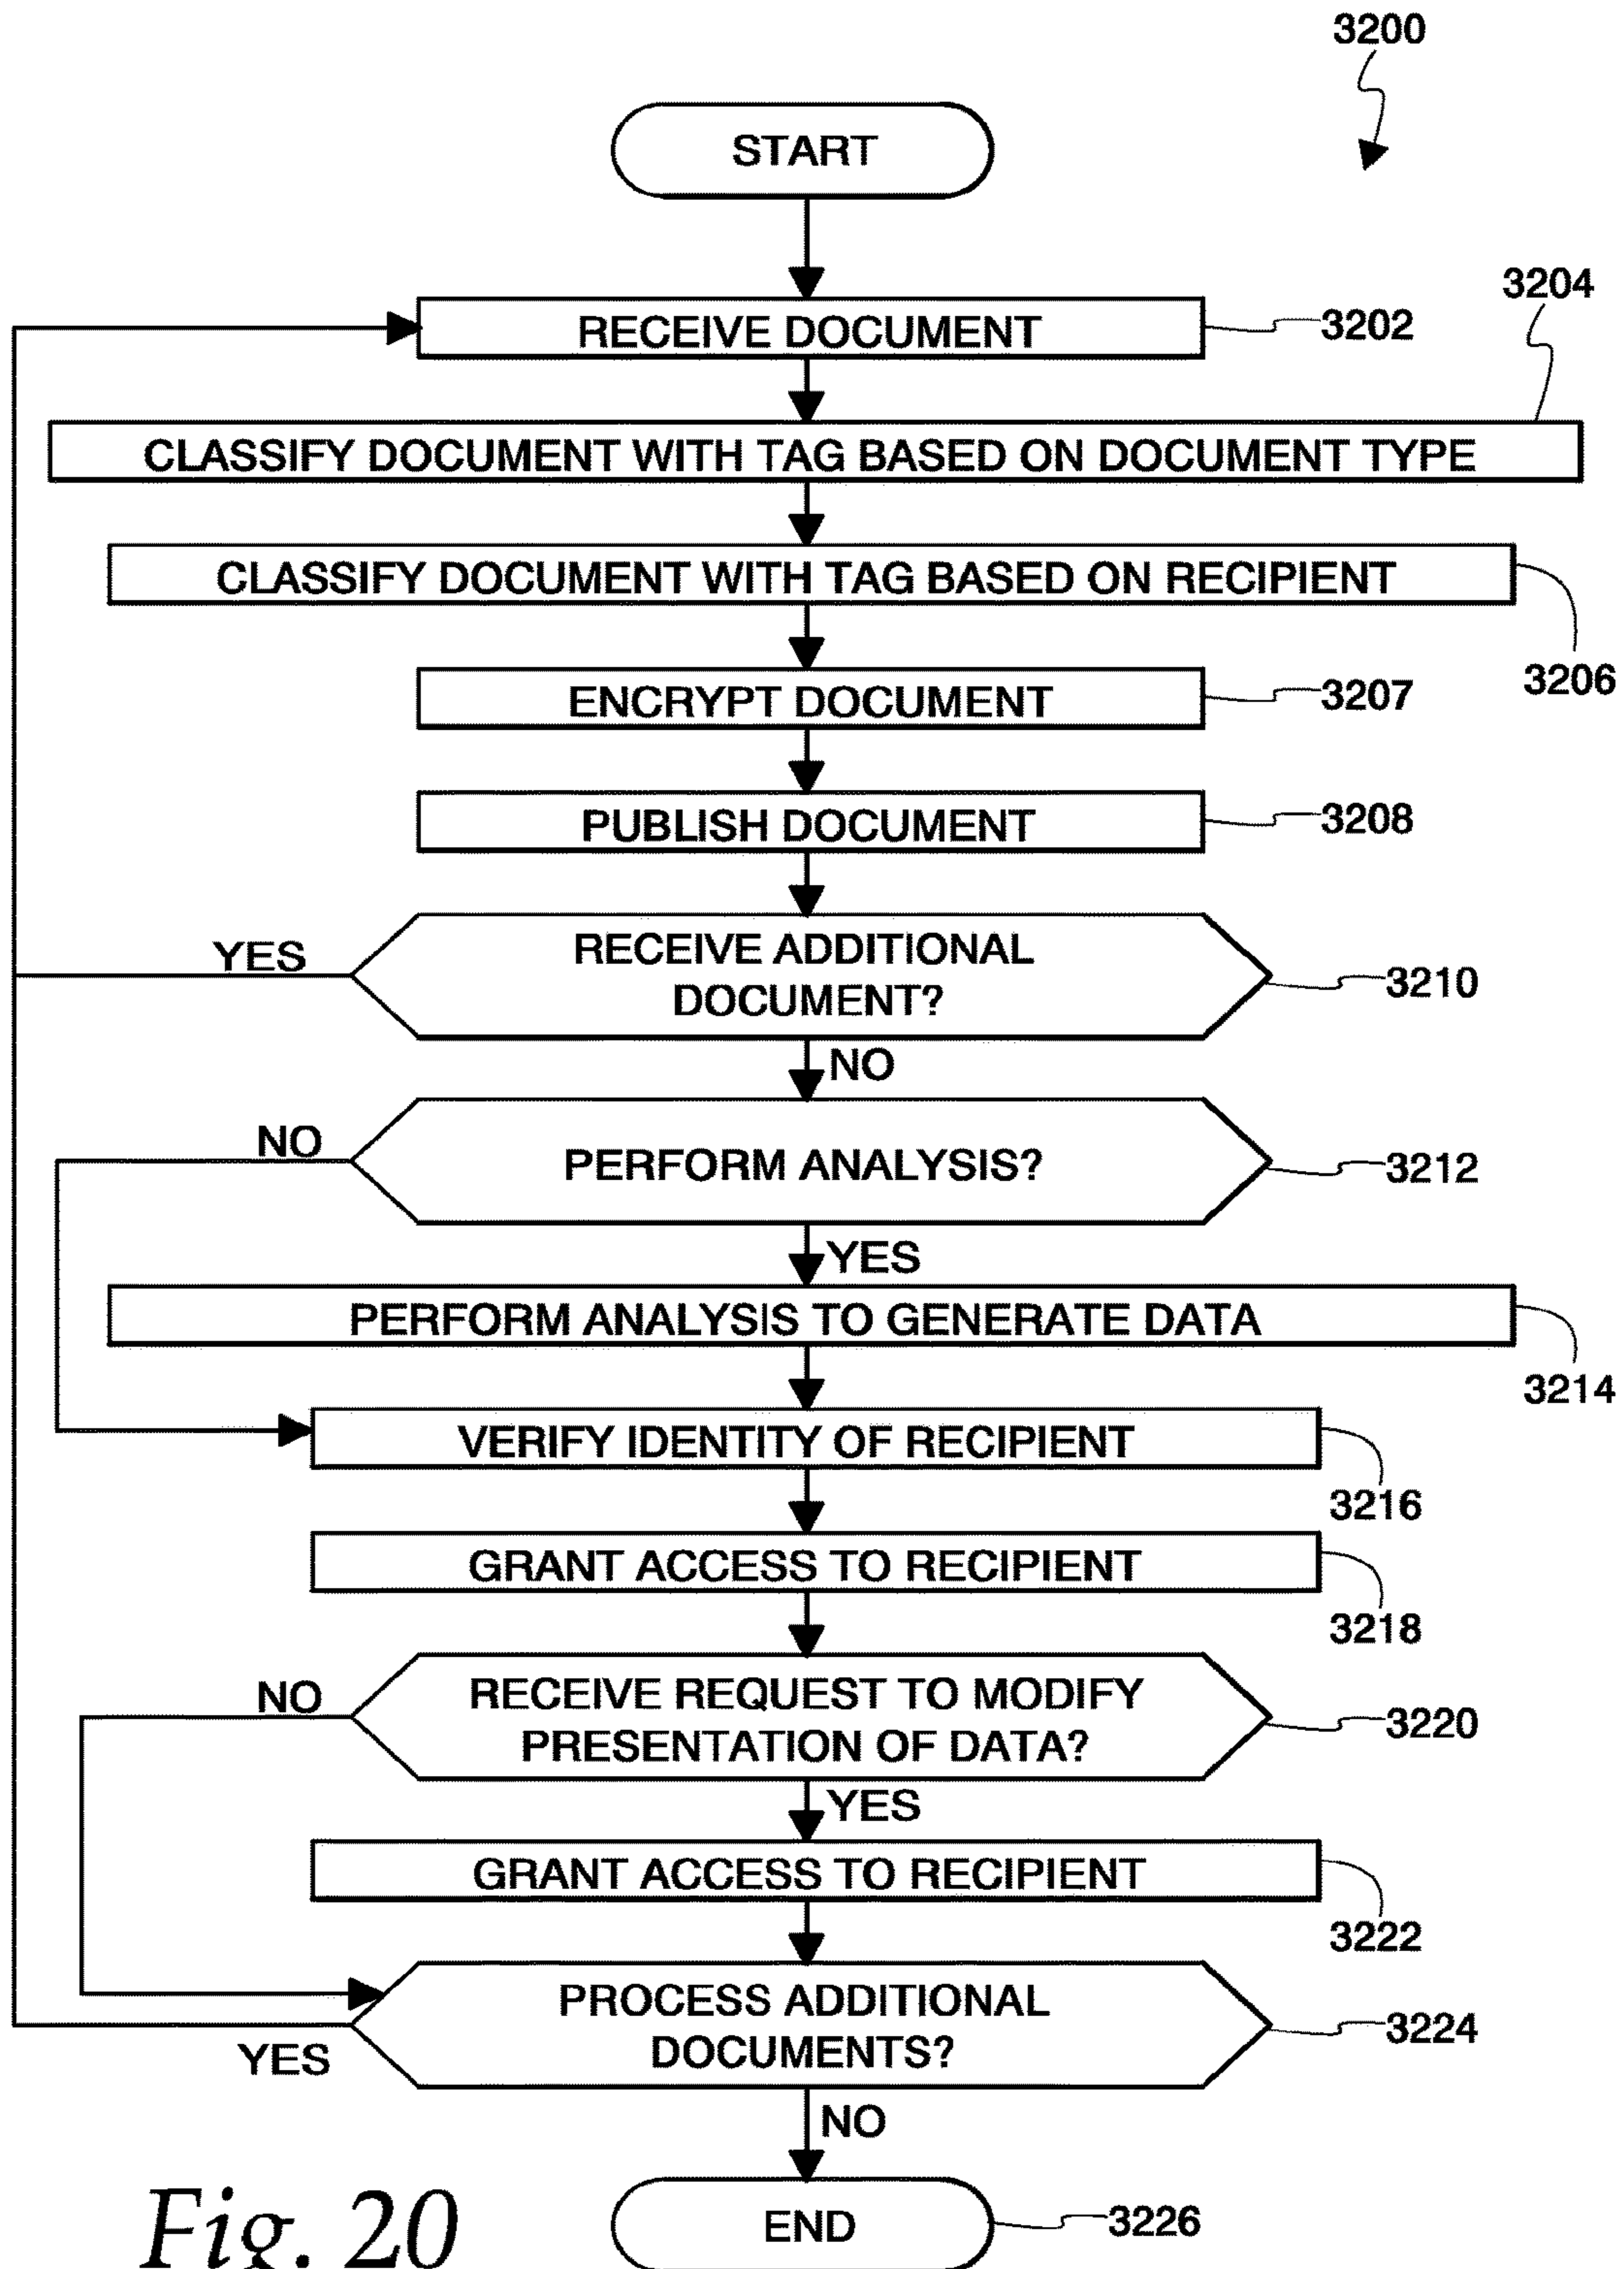 3200
START
RECEIVE DOCUMENT
3202
3204
CLASSIFY DOCUMENT WITH TAG BASED ON DOCUMENT TYPE
CLASSIFY DOCUMENT WITH TAG BASED ON RECIPIENT
3206
ENCRYPT DOCUMENT
3207
PUBLISH DOCUMENT
3208
YES
RECEIVE ADDITIONAL
DOCUMENT?
3210
NO
NO
PERFORM ANALYSIS?
3212
YES
PERFORM ANALYSIS TO GENERATE DATA
3214
VERIFY IDENTITY OF RECIPIENT
3216
GRANT ACCESS TO RECIPIENT
3218
NO
RECEIVE REQUEST TO MODIFY
PRESENTATION OF DATA?
3220
YES
GRANT ACCESS TO RECIPIENT
3222
PROCESS ADDITIONAL
DOCUMENTS?
3224
YES
NO
END
3226
Fig. 20